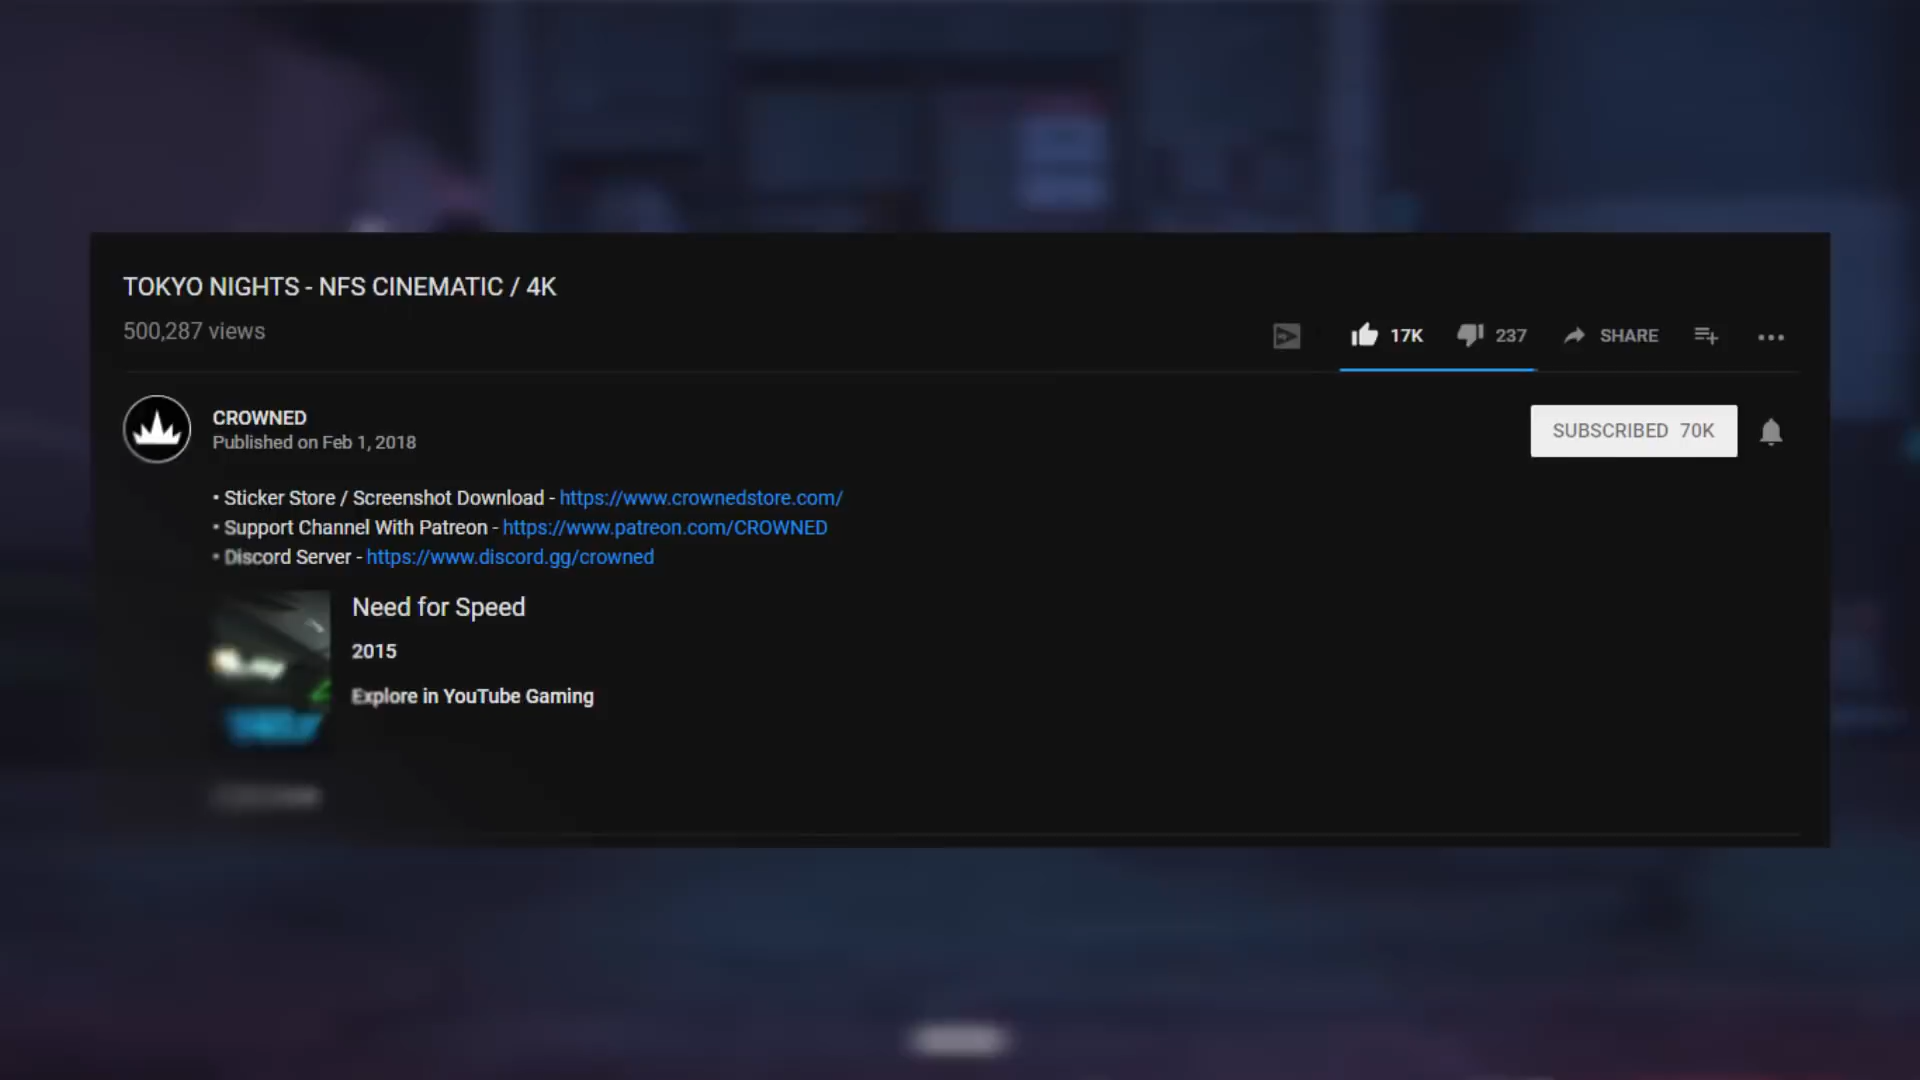 TOKYO NIGHTS - NFS CINEMATIC / 4K
500,287 views
17K
237
SHARE
CROWNED
Published on Feb 1, 2018
SUBSCRIBED 70K
• Sticker Store / Screenshot Download - https://www.crownedstore.com/
• Support Channel With Patreon - https://www.patreon.com/CROWNED
• Discord Server - https://www.discord.gg/crowned
Need for Speed
2015
Explore in YouTube Gaming